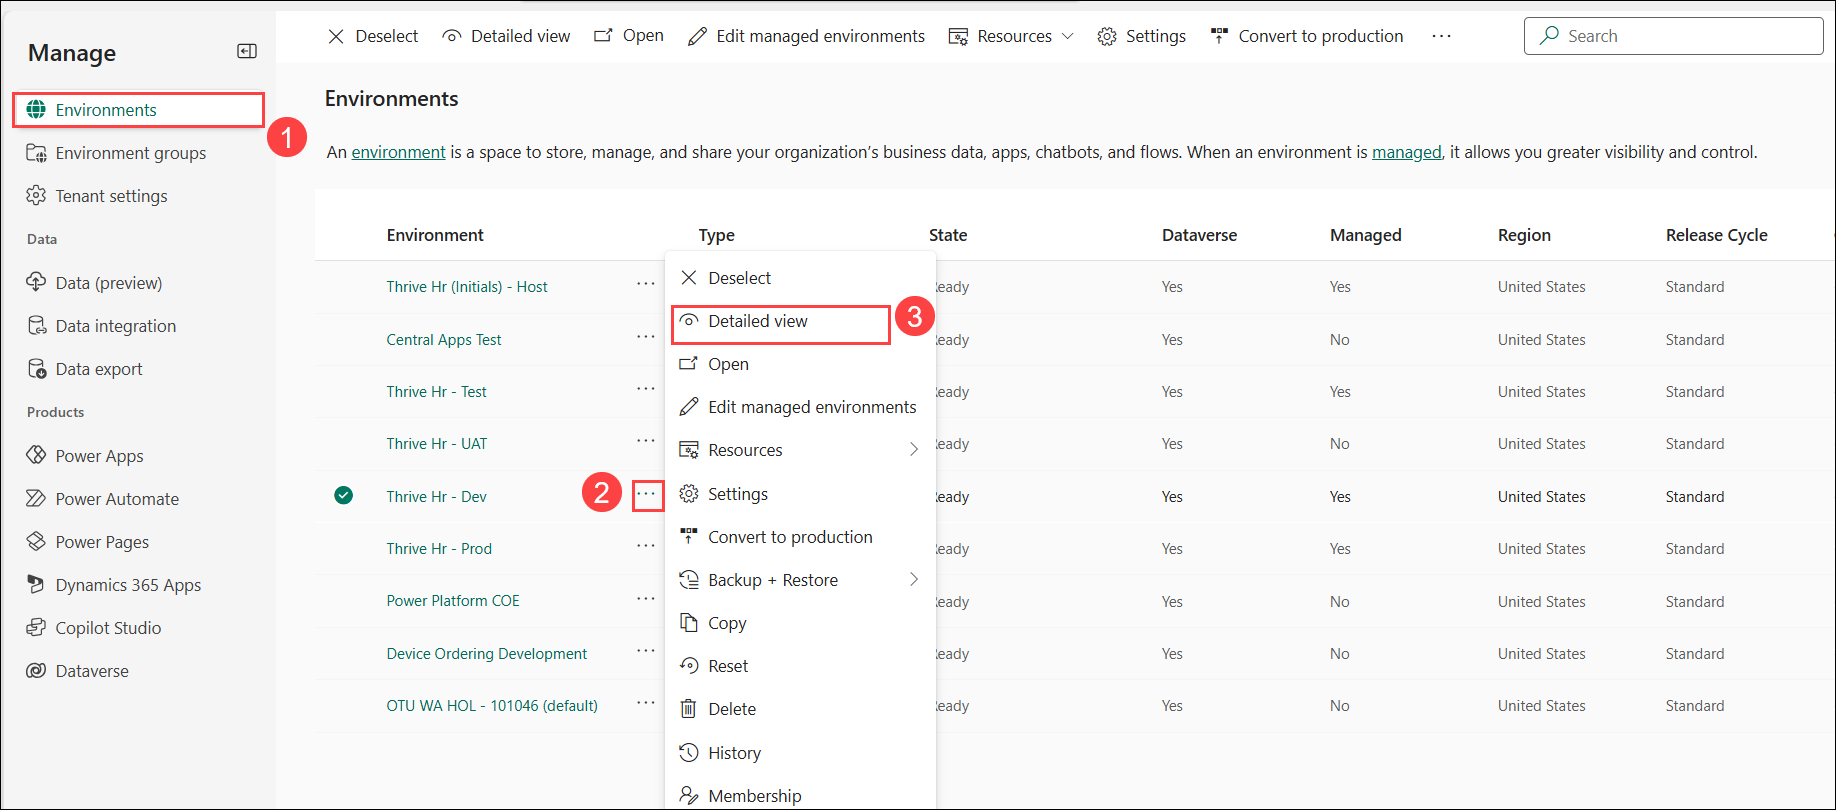 Manage
Environments
1
Environment groups
Tenant settings
Data
Data (preview)
Data integration
Data export
Products
Power Apps
Power Automate
Power Pages
Dynamics 365 Apps
Copilot Studio
Dataverse
Deselect Detailed view Open Edit managed environments Resources Settings Convert to production ··· Search
Environments
An environment is a space to store, manage, and share your organization's business data, apps, chatbots, and flows. When an environment is managed, it allows you greater visibility and control.
Environment Type State Dataverse Managed Region Release Cycle
Thrive Hr (Initials) - Host ··· eady Yes Yes United States Standard
Central Apps Test ··· eady Yes No United States Standard
Thrive Hr - Test ··· eady Yes Yes United States Standard
Thrive Hr - UAT ··· eady Yes No United States Standard
Thrive Hr - Dev 2 ··· eady Yes Yes United States Standard
Thrive Hr - Prod ··· eady Yes Yes United States Standard
Power Platform COE ··· eady Yes No United States Standard
Device Ordering Development ··· eady Yes No United States Standard
OTU WA HOL - 101046 (default) ··· eady Yes No United States Standard
Deselect
Detailed view 3
Open
Edit managed environments
Resources
Settings
Convert to production
Backup + Restore
Copy
Reset
Delete
History
Membership